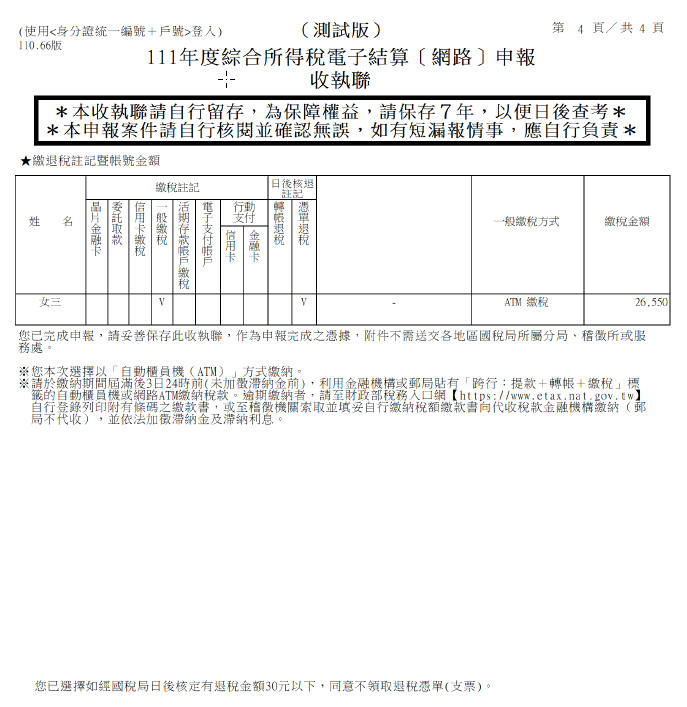 (使用<身分證統一編號+戶號>登入)
110.66版
（測試版）
第 4 頁／共 4 頁
111年度綜合所得稅電子結算〔網路〕申報
收執聯
＊本收執聯請自行留存，為保障權益，請保存７年，以便日後查考＊
＊本申報案件請自行核閱並確認無誤，如有短漏報情事，應自行負責＊
★繳退稅註記暨帳號金額
姓 名
繳稅註記
日後核退註記
晶片金融卡
委託取款
信用卡繳稅
一般繳稅
活期存款帳戶繳稅
電子支付帳戶
行動支付
信用卡
金融卡
轉帳退稅
憑單退稅
一般繳稅方式
繳稅金額
女三 V V - ATM 繳稅 26,550
您已完成申報，請妥善保存此收執聯，作為申報完成之憑據，附件不需送交各地區國稅局所屬分局、稽徵所或服
務處。
※您本次選擇以「自動櫃員機（ATM）」方式繳納。
※請於繳納期間屆滿後3日24時前(未加徵滯納金前)，利用金融機構或郵局貼有「跨行：提款＋轉帳＋繳稅」標
籤的自動櫃員機或網路ATM繳納稅款。逾期繳納者，請至財政部稅務入口網【https://www.etax.nat.gov.tw】
自行登錄列印附有條碼之繳款書，或至稽徵機關索取並填妥自行繳納稅額繳款書向代收稅款金融機構繳納（郵
局不代收），並依法加徵滯納金及滯納利息。
您已選擇如經國稅局日後核定有退稅金額30元以下，同意不領取退稅憑單(支票)。